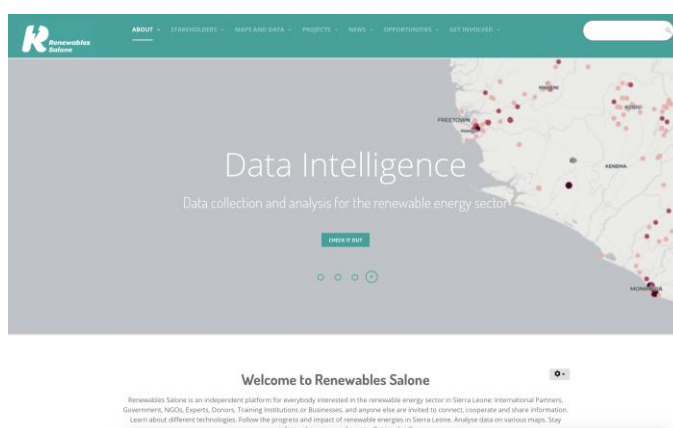 Renewables
Salone
ABOUT
STAKEHOLDERS
MAPS AND DATA
PROJECTS
NEWS
OPPORTUNITIES
GET INVOLVED
MAKENI
FREETOWN
KENEMA
Data Intelligence
Data collection and analysis for the renewable energy sector
CHECK IT OUT
MONROVIA
Welcome to Renewables Salone
Renewables Salone is an independent platform for everybody interested in the renewable energy sector in Sierra Leone: International Partners,
Government, NGOs, Experts, Donors, Training Institutions or Businesses, and anyone else are invited to connect, cooperate and share information.
Learn about different technologies. Follow the progress and impact of renewable energies in Sierra Leone. Analyse data on various maps. Stay